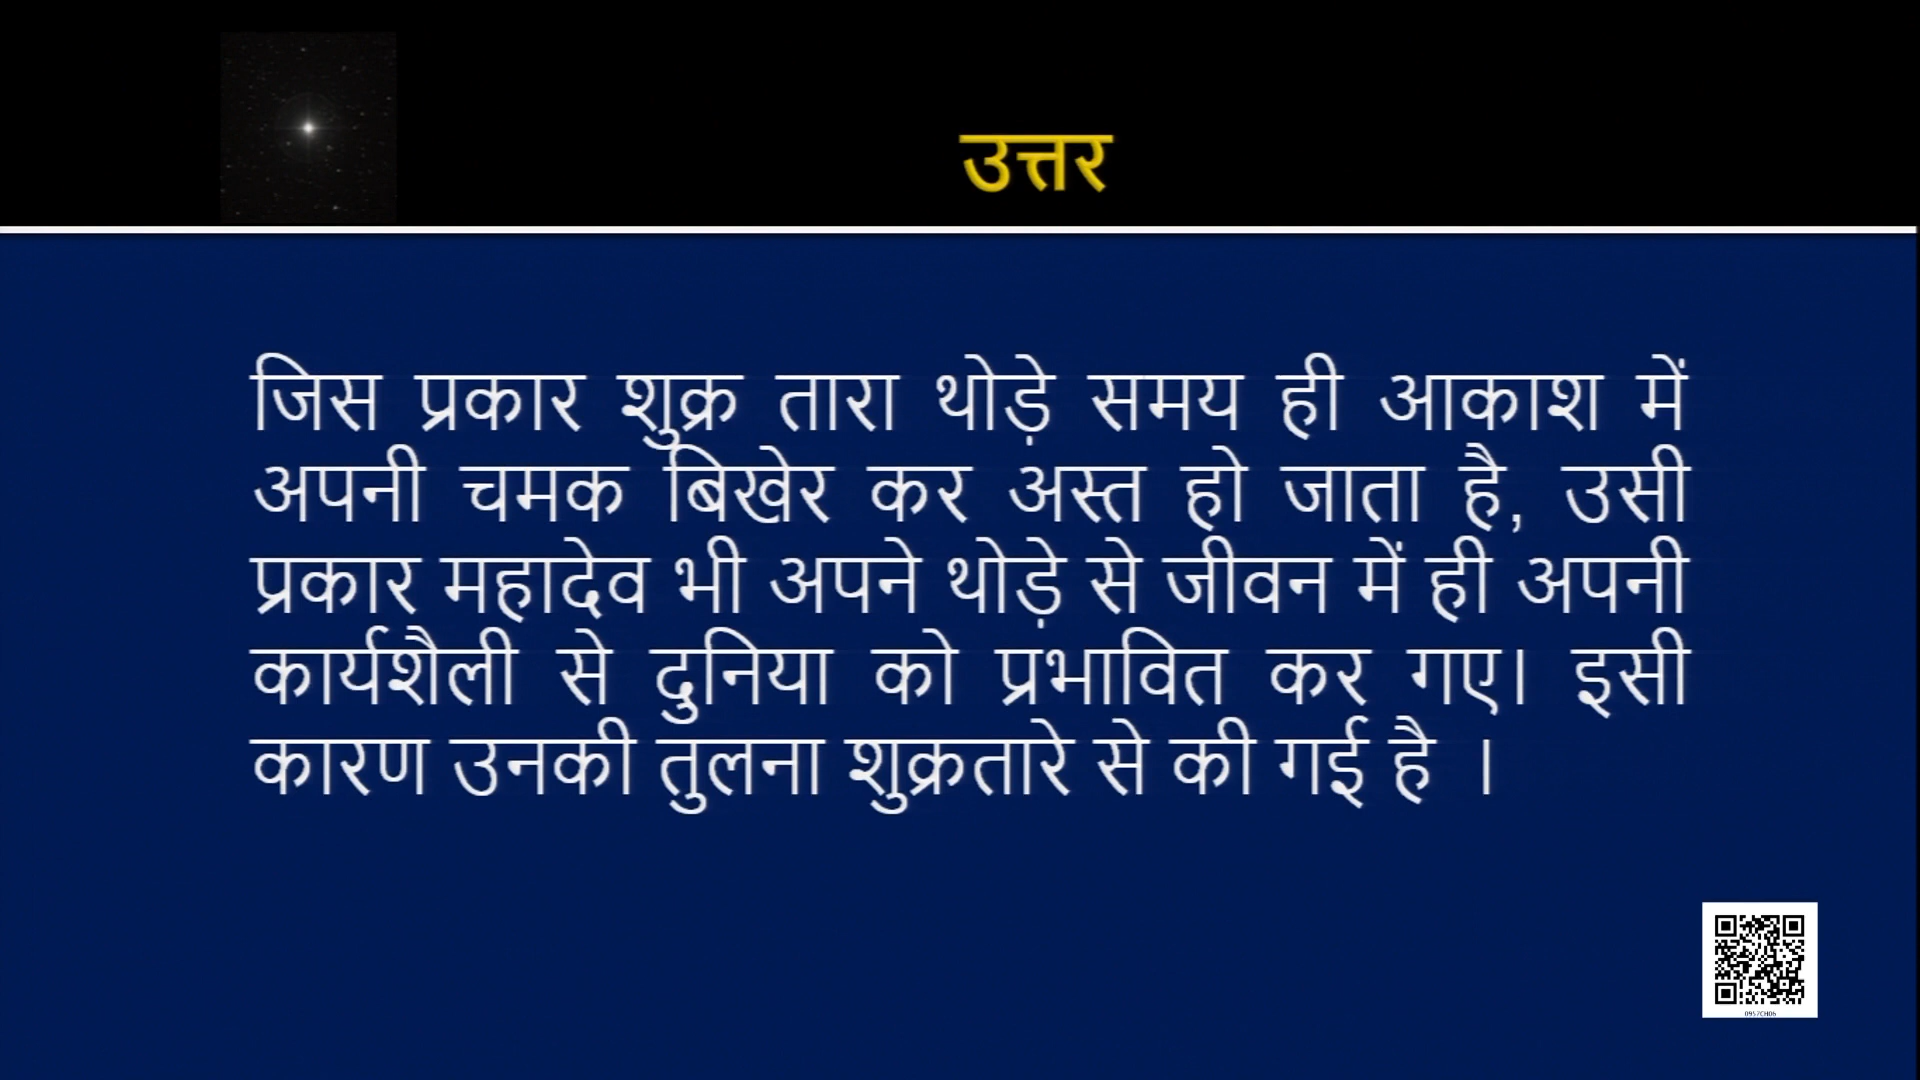 उत्तर
जिस प्रकार शुक्र तारा थोड़े समय ही आकाश में
अपनी चमक बिखेर कर अस्त हो जाता है, उसी
प्रकार महादेव भी अपने थोड़े से जीवन में ही अपनी
कार्यशैली से दुनिया को प्रभावित कर गए। इसी
कारण उनकी तुलना शुक्रतारे से की गई है ।
0957CH06